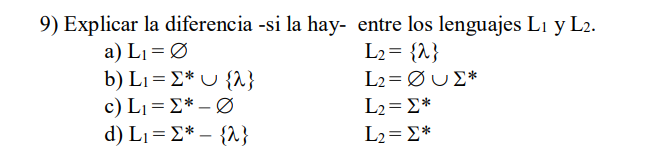 9) Explicar la diferencia -si la hay- entre los lenguajes L₁ y L₂.
a) L₁ = ∅ L₂ = {λ}
b) L₁ = Σ* ∪ {λ} L₂ = ∅ ∪ Σ*
c) L₁ = Σ* – ∅ L₂ = Σ*
d) L₁ = Σ* – {λ} L₂ = Σ*